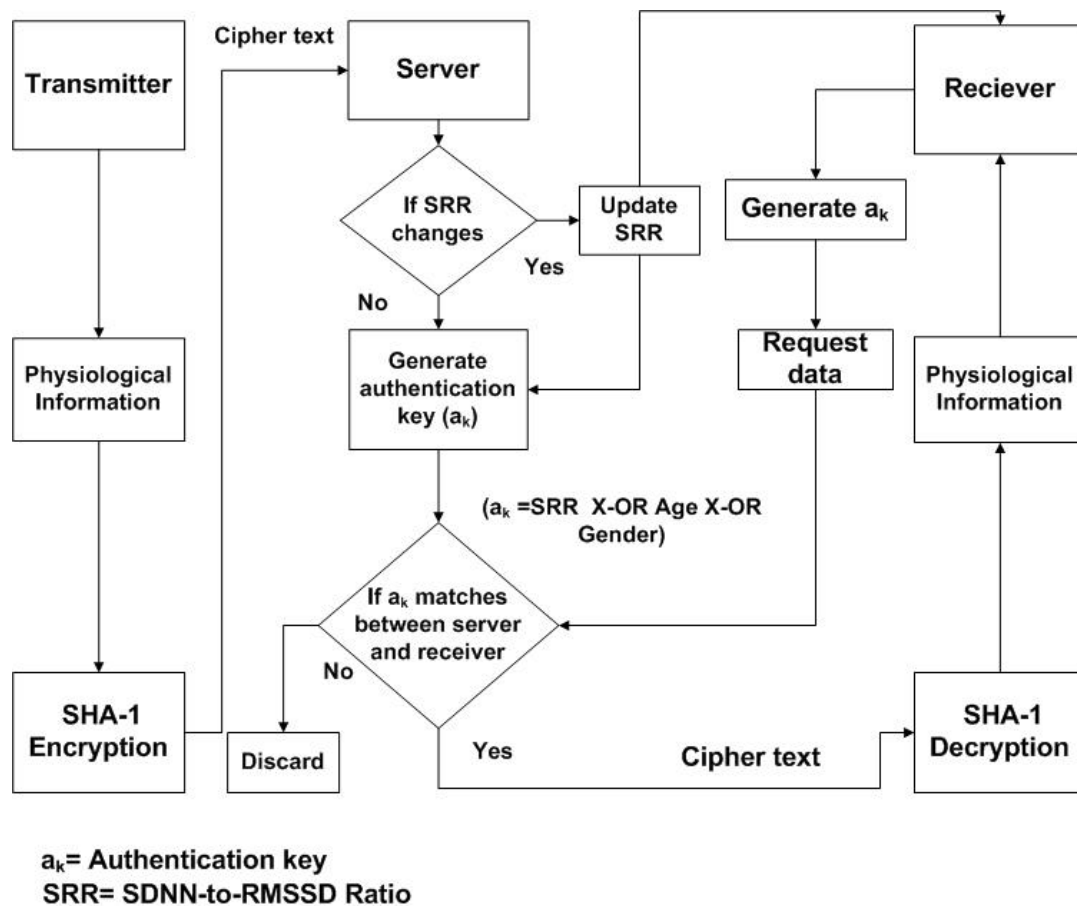 Transmitter
Physiological
Information
SHA-1
Encryption
Cipher text
Server
If SRR
changes
Yes
No
Update
SRR
Generate
authentication
key (aₖ)
(aₖ =SRR X-OR Age X-OR
Gender)
If aₖ matches
between server
and receiver
No
Discard
Yes
Cipher text
Reciever
Generate aₖ
Request
data
Physiological
Information
SHA-1
Decryption
aₖ= Authentication key
SRR= SDNN-to-RMSSD Ratio